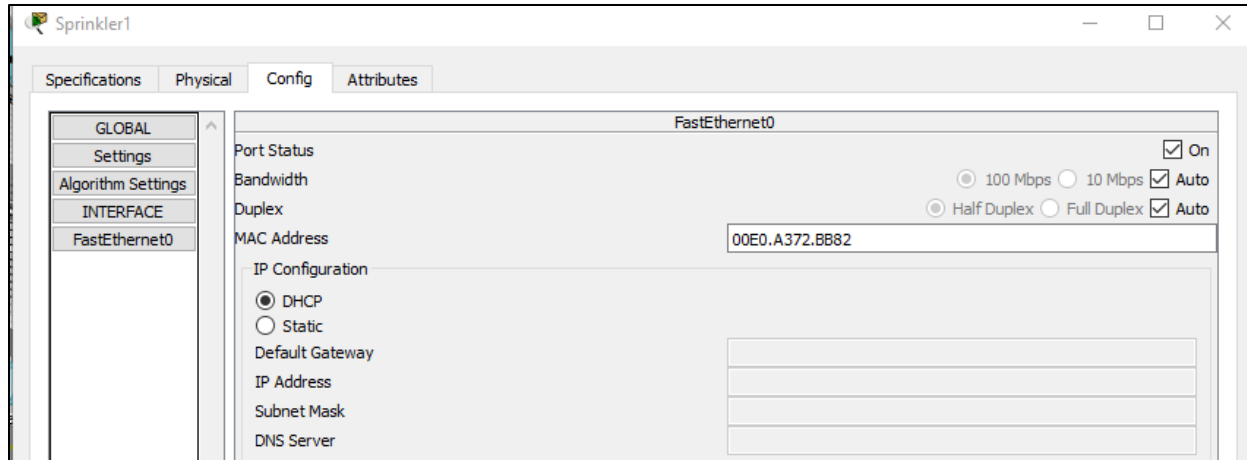 Sprinkler1
Specifications Physical Config Attributes
GLOBAL
Settings
Algorithm Settings
INTERFACE
FastEthernet0
FastEthernet0
Port Status On
Bandwidth 100 Mbps 10 Mbps Auto
Duplex Half Duplex Full Duplex Auto
MAC Address 00E0.A372.BB82
IP Configuration
DHCP
Static
Default Gateway
IP Address
Subnet Mask
DNS Server